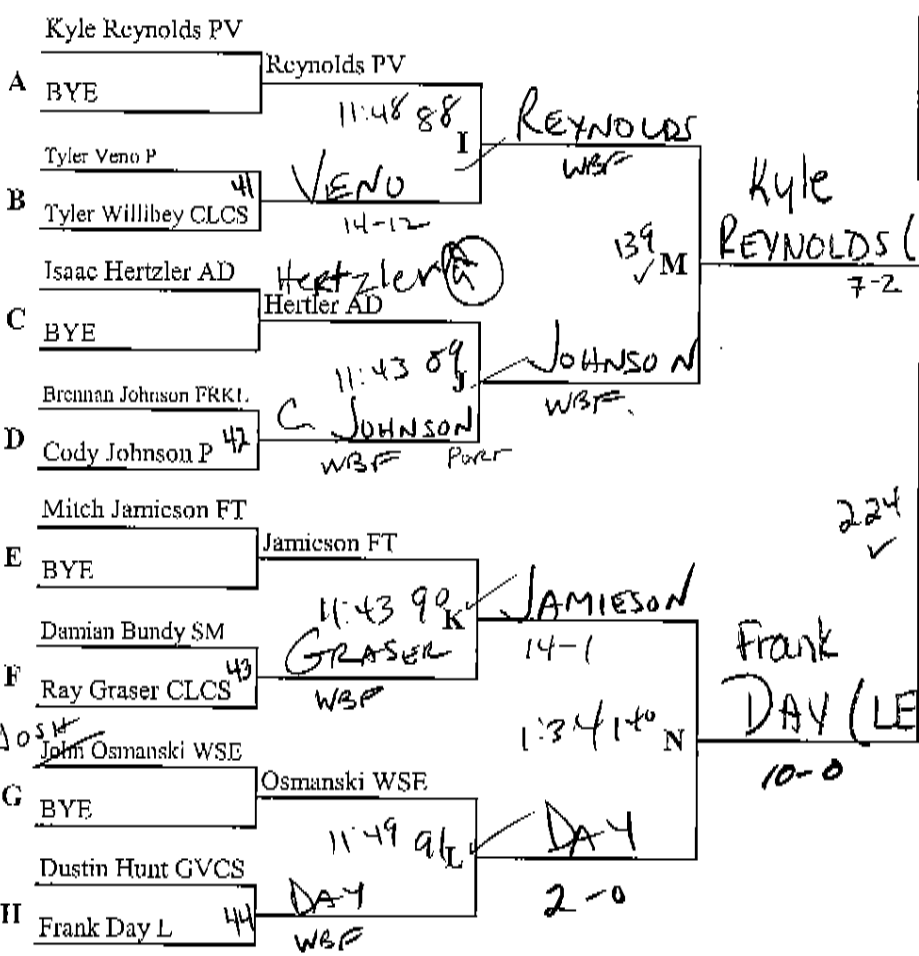 Kyle Reynolds PV
Reynolds PV
A
BYE
11:48 88
I
REYNOLDS
WBF
Tyler Veno P
B
41
VENO
Tyler Willibey CLCS
14-12
Kyle
REYNOLDS (
7-2
139
✓ M
Isaac Hertzler AD
Hertzler
Hertler AD
C
BYE
11:43 89
J
JOHNSON
WBF.
Brennan Johnson FRKL
D
42
C. JOHNSON
Cody Johnson P
WBF
Mitch Jamieson FT
Jamieson FT
E
BYE
11:43 90
K
JAMIESON
14-1
224
✓
Damian Bundy SM
F
43
GRASER
Ray Graser CLCS
WBF
Frank
DAY (LE
10-0
1:34 140
N
JOSH
John Osmanski WSE
Osmanski WSE
G
BYE
11:49 91
L
DAY
2-0
Dustin Hunt GVCS
H
44
DAY
Frank Day L
WBF